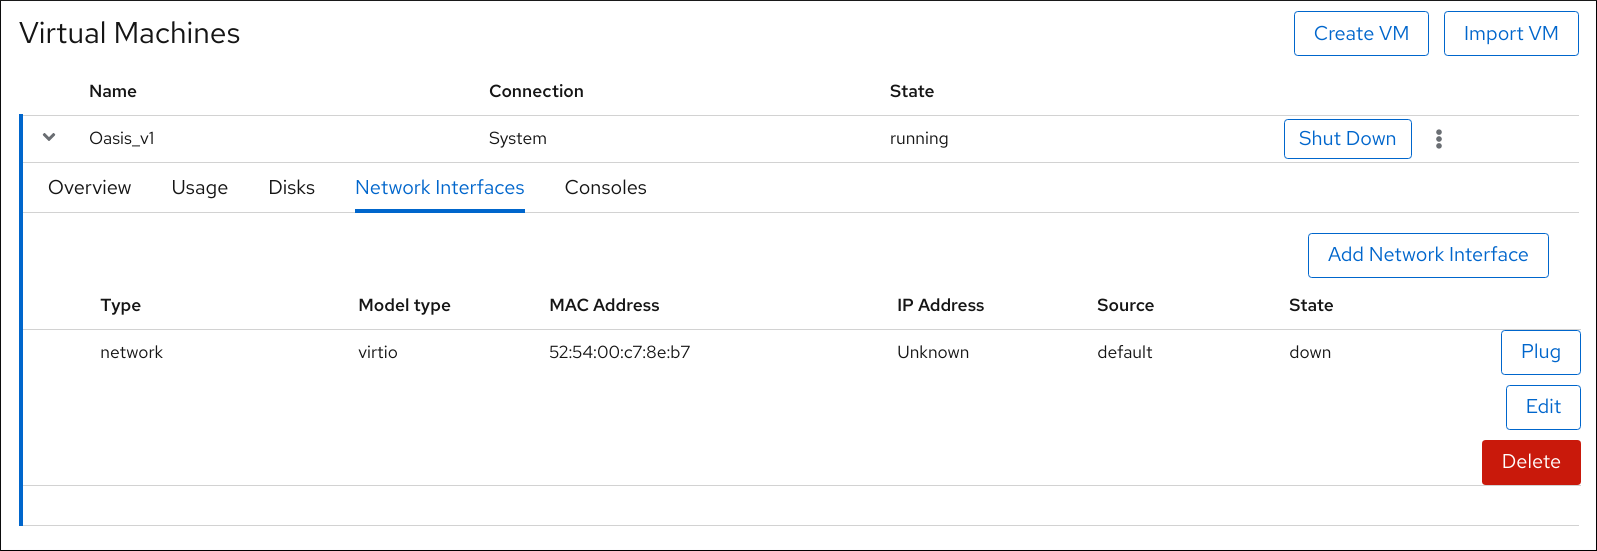 Virtual Machines Create VM Import VM
Name Connection State
Oasis_v1 System running Shut Down
Overview Usage Disks Network Interfaces Consoles
Add Network Interface
Type Model type MAC Address IP Address Source State
network virtio 52:54:00:c7:8e:b7 Unknown default down Plug
Edit
Delete